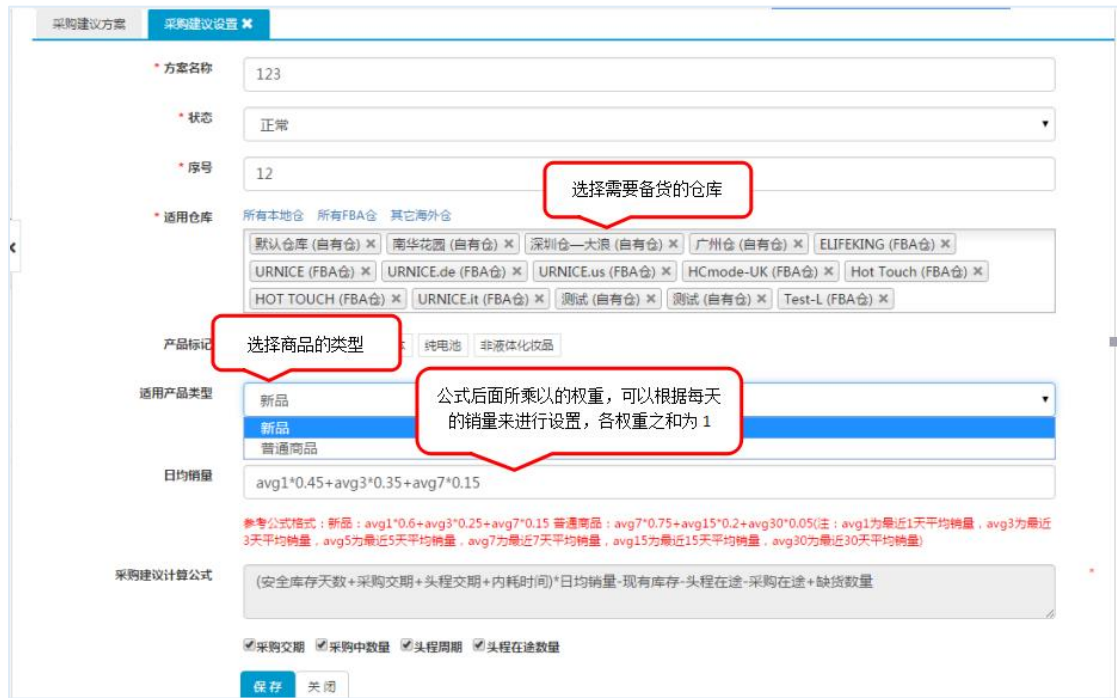 采购建议方案 采购建议设置 ✖
* 方案名称 123
* 状态 正常
* 序号 12
选择需要备货的仓库
* 适用仓库 所有本地仓 所有FBA仓 其它海外仓
默认仓库 (自有仓) × 南华花园 (自有仓) × 深圳仓—大浪 (自有仓) × 广州仓 (自有仓) × ELIFEKING (FBA仓) ×
URNICE (FBA仓) × URNICE.de (FBA仓) × URNICE.us (FBA仓) × HCmode-UK (FBA仓) × Hot Touch (FBA仓) ×
HOT TOUCH (FBA仓) × URNICE.it (FBA仓) × 测试 (自有仓) × 测试 (自有仓) × Test-L (FBA仓) ×
产品标记 选择商品的类型 纯电池 非液体化妆品
适用产品类型 新品
公式后面所乘以的权重，可以根据每天
的销量来进行设置，各权重之和为 1
新品
普通商品
日均销量 avg1*0.45+avg3*0.35+avg7*0.15
参考公式格式：新品：avg1*0.6+avg3*0.25+avg7*0.15 普通商品：avg7*0.75+avg15*0.2+avg30*0.05(注：avg1为最近1天平均销量，avg3为最近
3天平均销量，avg5为最近5天平均销量，avg7为最近7天平均销量，avg15为最近15天平均销量，avg30为最近30天平均销量)
采购建议计算公式 (安全库存天数+采购交期+头程交期+内耗时间)*日均销量-现有库存-头程在途-采购在途+缺货数量 *
采购交期 采购中数量 头程周期 头程在途数量
保存 关闭